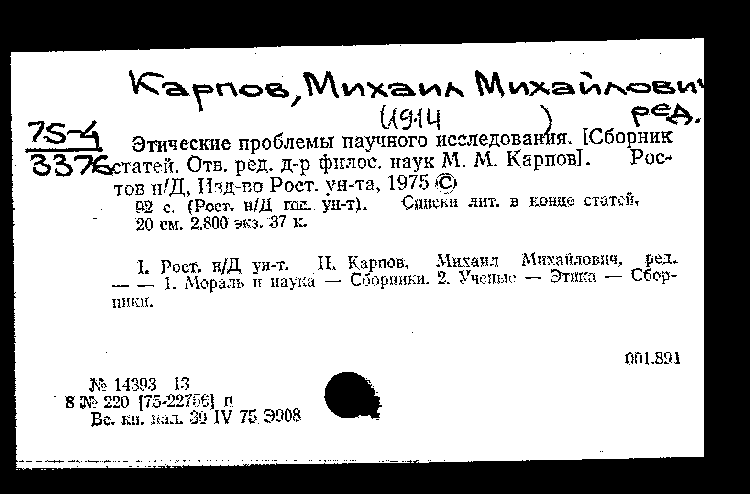 Карпов, Михаил Михайлович
(1914 ) ред.
75-4
3376
Этические проблемы научного исследования. [Сборник
статей. Отв. ред. д-р филос. наук М. М. Карпов]. Рос-
тов н/Д, Изд-во Рост. ун-та, 1975 ©
92 с. (Рост. н/Д гос. ун-т). Списки лит. в конце статей.
20 см. 2.800 экз. 37 к.
I. Рост. н/Д ун-т. II. Карпов, Михаил Михайлович, ред.
— — 1. Мораль и наука — Сборники. 2. Ученые — Этика — Сбор-
ники.
001.891
№ 14393 13
8 № 220 [75-22756] п
Вс. кн. пал. 30 IV 75 Э908